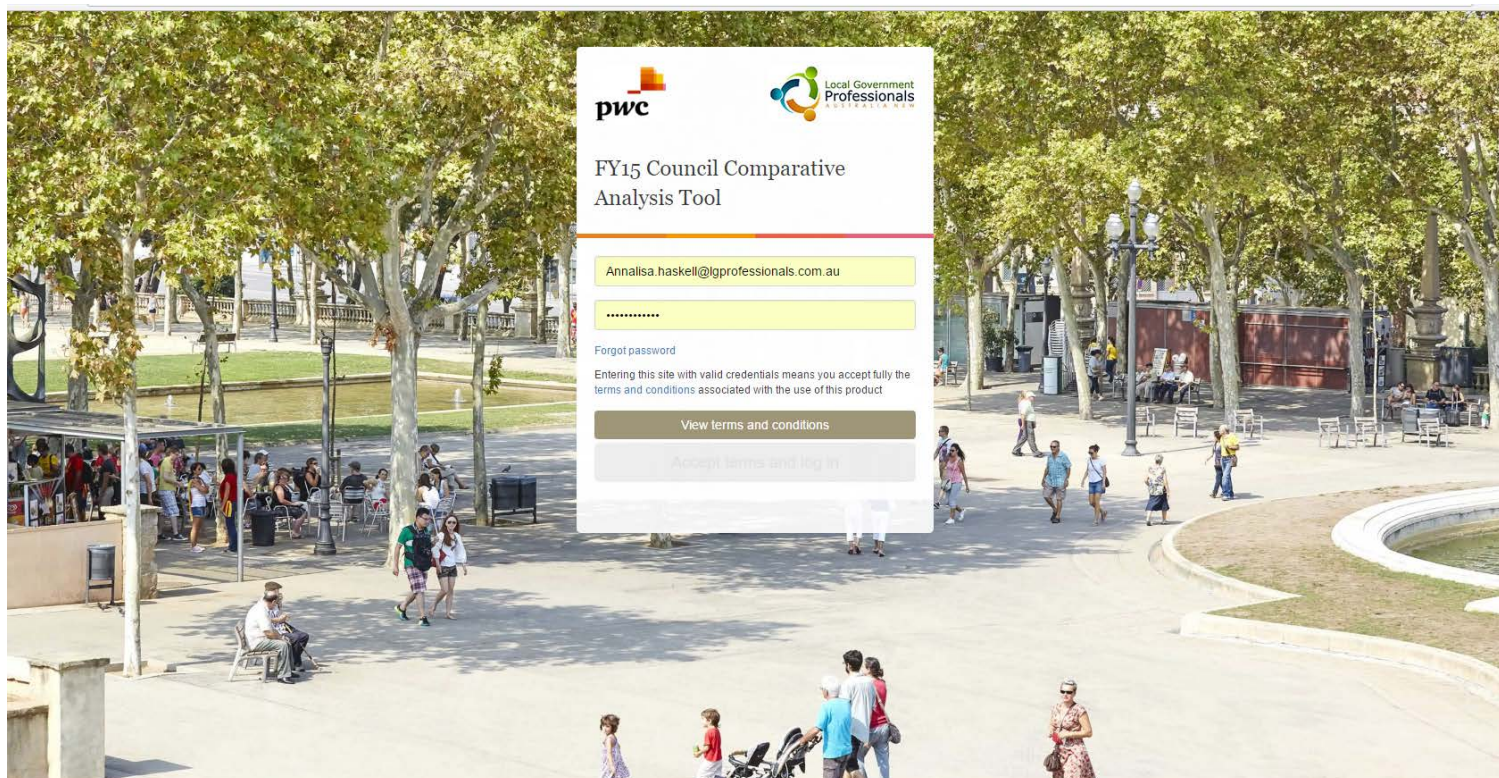 pwc
Local Government
Professionals
AUSTRALIA NSW
FY15 Council Comparative
Analysis Tool
Annalisa.haskell@lgprofessionals.com.au
••••••••••••
Forgot password
Entering this site with valid credentials means you accept fully the
terms and conditions associated with the use of this product
View terms and conditions
Accept terms and log in